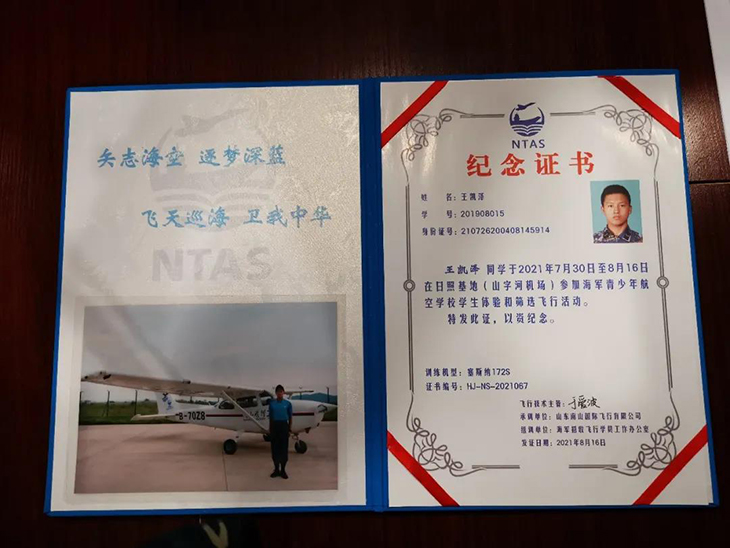 矢志海空 逐梦深蓝
飞天巡海 卫我中华
NTAS
B-70Z8
NTAS
纪念证书
姓 名：王凯泽
学 号：201908015
身份证号：210726200408145914
王凯泽 同学于2021年7月30日至8月16日
在日照基地（山字河机场）参加海军青少年航
空学校学生体验和筛选飞行活动。
特发此证，以资纪念。
训练机型：塞斯纳172S
证书编号：HJ-NS-2021067
飞行技术主管：
承训单位：山东南山国际飞行有限公司
组训单位：海军招收飞行学员工作办公室
发证日期：2021年8月16日